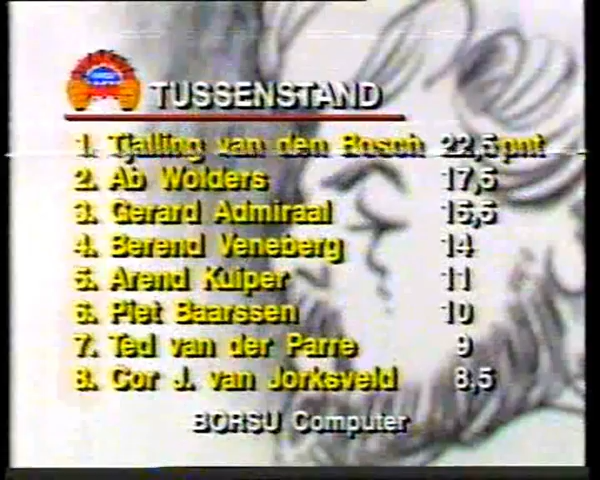 TUSSENSTAND
1. Tjalling van den Bosch 22,5 pnt
2. Ab Wolders 17,5
3. Gerard Admiraal 15,5
4. Berend Veneberg 14
5. Arend Kuiper 11
6. Piet Baarssen 10
7. Ted van der Parre 9
8. Cor J. van Jorksveld 8,5
BORSU Computer